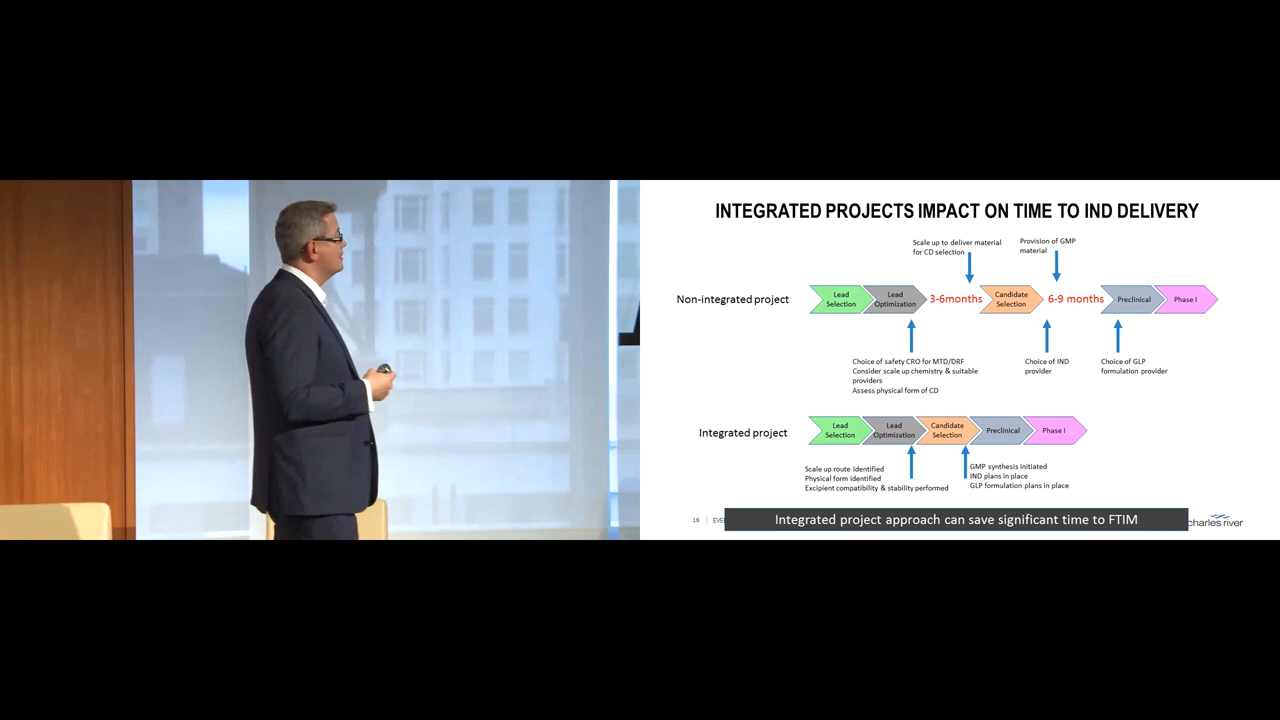 INTEGRATED PROJECTS IMPACT ON TIME TO IND DELIVERY
Scale up to deliver material
for CD selection
Provision of GMP
material
Non-integrated project
Lead
Selection
Lead
Optimization
3-6months
Candidate
Selection
6-9 months
Preclinical
Phase I
Choice of safety CRO for MTD/DRF
Consider scale up chemistry & suitable
providers
Assess physical form of CD
Choice of IND
provider
Choice of GLP
formulation provider
Integrated project
Lead
Selection
Lead
Optimization
Candidate
Selection
Preclinical
Phase I
Scale up route identified
Physical form identified
Excipient compatibility & stability performed
GMP synthesis initiated
IND plans in place
GLP formulation plans in place
16
Integrated project approach can save significant time to FTIM
charles river